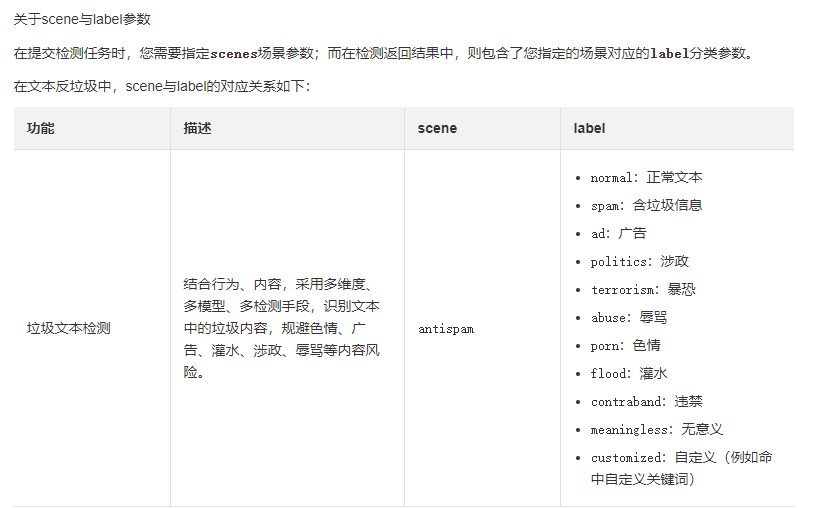 关于scene与label参数
在提交检测任务时，您需要指定scenes场景参数；而在检测返回结果中，则包含了您指定的场景对应的label分类参数。
在文本反垃圾中，scene与label的对应关系如下：
功能 描述 scene label
垃圾文本检测
结合行为、内容，采用多维度、
多模型、多检测手段，识别文本
中的垃圾内容，规避色情、广
告、灌水、涉政、辱骂等内容风
险。
antispam
• normal：正常文本
• spam：含垃圾信息
• ad：广告
• politics：涉政
• terrorism：暴恐
• abuse：辱骂
• porn：色情
• flood：灌水
• contraband：违禁
• meaningless：无意义
• customized：自定义（例如命
中自定义关键词）